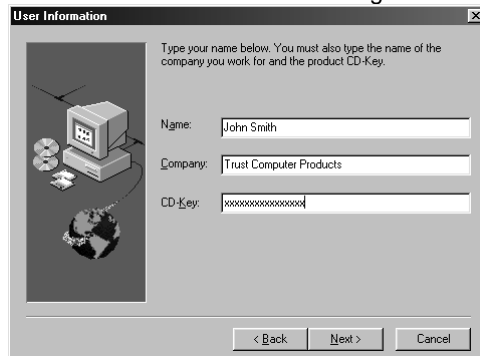 User Information
Type your name below. You must also type the name of the
company you work for and the product CD-Key.
Name: John Smith
Company: Trust Computer Products
CD-Key: xxxxxxxxxxxxxxxx
< Back Next > Cancel